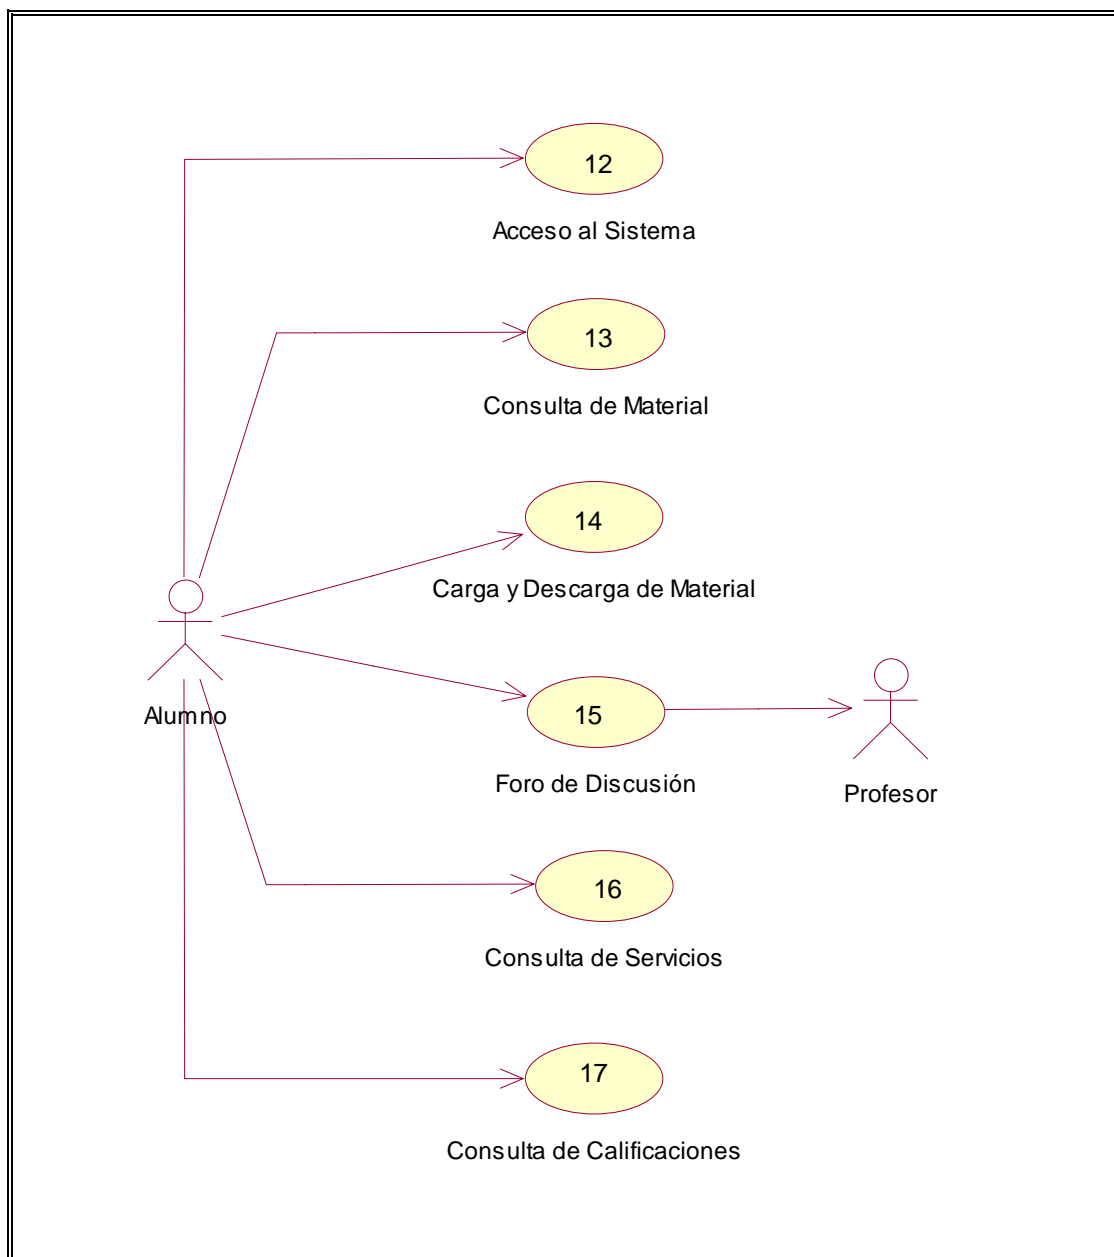 12
Acceso al Sistema
13
Consulta de Material
14
Carga y Descarga de Material
Alumno
15
Foro de Discusión
Profesor
16
Consulta de Servicios
17
Consulta de Calificaciones